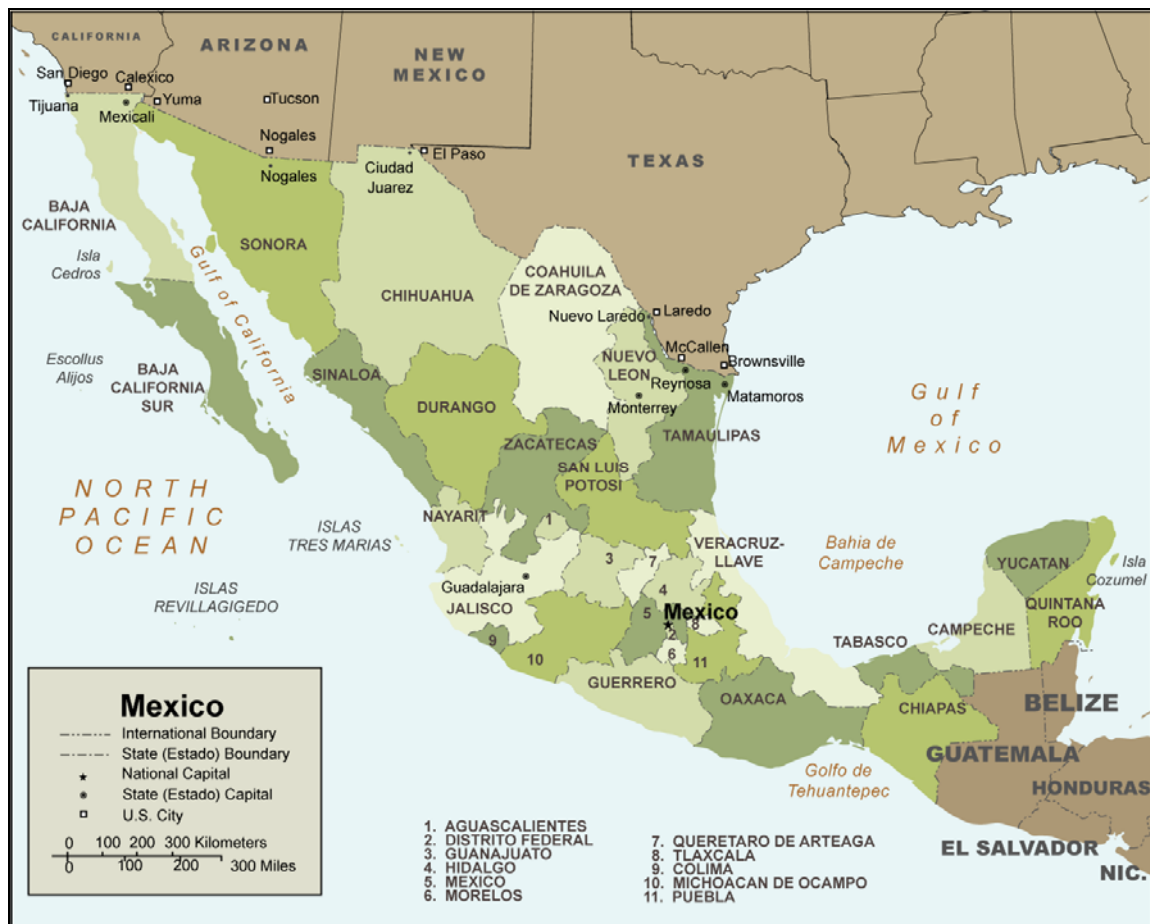 CALIFORNIA
ARIZONA
NEW
MEXICO
TEXAS
San Diego
Calexico
Tijuana
Mexicali
Yuma
Tucson
Nogales
Nogales
El Paso
Ciudad
Juarez
BAJA
CALIFORNIA
Isla
Cedros
SONORA
Gulf of California
CHIHUAHUA
COAHUILA
DE ZARAGOZA
Nuevo Laredo
Laredo
McCallen
Brownsville
NUEVO
LEON
Reynosa
Matamoros
Monterrey
Escollus
Alijos
BAJA
CALIFORNIA
SUR
SINALOA
DURANGO
ZACATECAS
TAMAULIPAS
SAN LUIS
POTOSI
Gulf
of
Mexico
NORTH
PACIFIC
OCEAN
ISLAS
TRES MARIAS
NAYARIT
1
3
7
4
VERACRUZ-
LLAVE
Bahia de
Campeche
YUCATAN
Isla
Cozumel
QUINTANA
ROO
ISLAS
REVILLAGIGEDO
Guadalajara
JALISCO
5
Mexico
8
2
6
9
10
11
TABASCO
CAMPECHE
GUERRERO
OAXACA
CHIAPAS
BELIZE
GUATEMALA
HONDURAS
Golfo de
Tehuantepec
EL SALVADOR
NIC.
Mexico
International Boundary
State (Estado) Boundary
National Capital
State (Estado) Capital
U.S. City
0 100 200 300 Kilometers
0 100 200 300 Miles
1. AGUASCALIENTES
2. DISTRITO FEDERAL
3. GUANAJUATO
4. HIDALGO
5. MEXICO
6. MORELOS
7. QUERETARO DE ARTEAGA
8. TLAXCALA
9. COLIMA
10. MICHOACAN DE OCAMPO
11. PUEBLA